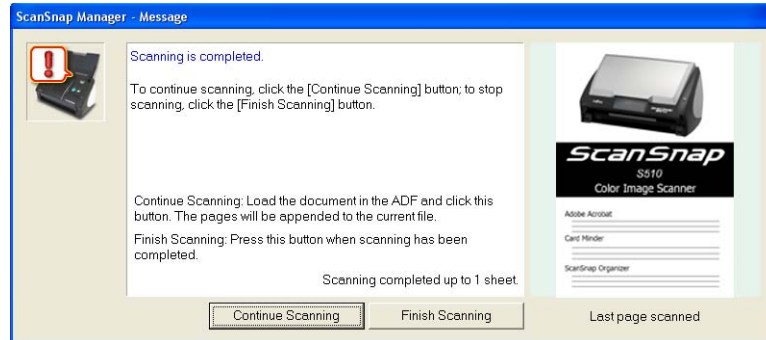 ScanSnap Manager - Message
Scanning is completed.
To continue scanning, click the [Continue Scanning] button; to stop
scanning, click the [Finish Scanning] button.
Continue Scanning: Load the document in the ADF and click this
button. The pages will be appended to the current file.
Finish Scanning: Press this button when scanning has been
completed.
Scanning completed up to 1 sheet.
Continue Scanning
Finish Scanning
ScanSnap
S510
Color Image Scanner
Adobe Acrobat
Card Minder
ScanSnap Organizer
Last page scanned